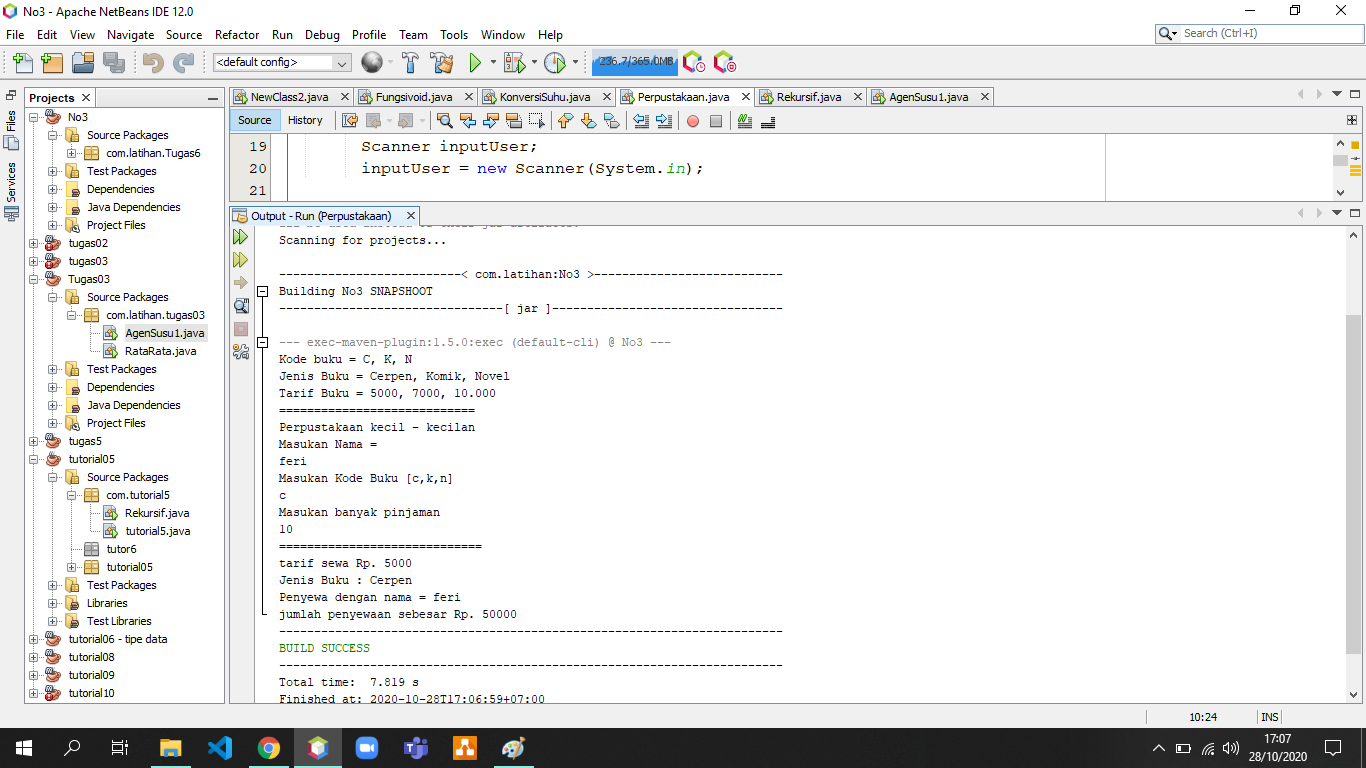 No3 - Apache NetBeans IDE 12.0
File Edit View Navigate Source Refactor Run Debug Profile Team Tools Window Help
Search (Ctrl+I)
<default config>
236.7/365.0MB
Files
Services
Projects
No3
Source Packages
com.latihan.Tugas6
Test Packages
Dependencies
Java Dependencies
Project Files
tugas02
tugas03
Tugas03
Source Packages
com.latihan.tugas03
AgenSusu1.java
RataRata.java
Test Packages
Dependencies
Java Dependencies
Project Files
tugas5
tutorial05
Source Packages
com.tutorial5
Rekursif.java
tutorial5.java
tutor6
tutorial05
Test Packages
Libraries
Test Libraries
tutorial06 - tipe data
tutorial08
tutorial09
tutorial10
NewClass2.java Fungsivoid.java KonversiSuhu.java Perpustakaan.java Rekursif.java AgenSusu1.java
Source History
19 Scanner inputUser;
20 inputUser = new Scanner(System.in);
21
Output - Run (Perpustakaan)
Scanning for projects...
--------------------------< com.latihan:No3 >---------------------------
Building No3 SNAPSHOT
--------------------------------[ jar ]---------------------------------
--- exec-maven-plugin:1.5.0:exec (default-cli) @ No3 ---
Kode buku = C, K, N
Jenis Buku = Cerpen, Komik, Novel
Tarif Buku = 5000, 7000, 10.000
============================
Perpustakaan kecil - kecilan
Masukan Nama =
feri
Masukan Kode Buku [c,k,n]
c
Masukan banyak pinjaman
10
=============================
tarif sewa Rp. 5000
Jenis Buku : Cerpen
Penyewa dengan nama = feri
jumlah penyewaan sebesar Rp. 50000
------------------------------------------------------------------------
BUILD SUCCESS
------------------------------------------------------------------------
Total time:  7.819 s
Finished at: 2020-10-28T17:06:59+07:00
10:24 INS
17:07
28/10/2020